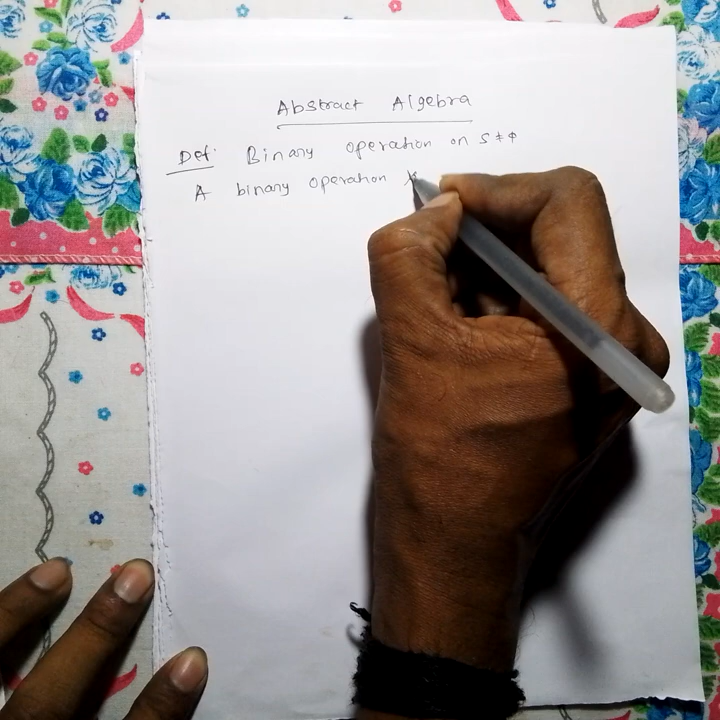 Abstract Algebra
Def: Binary operation on S ≠ φ
A binary operation *